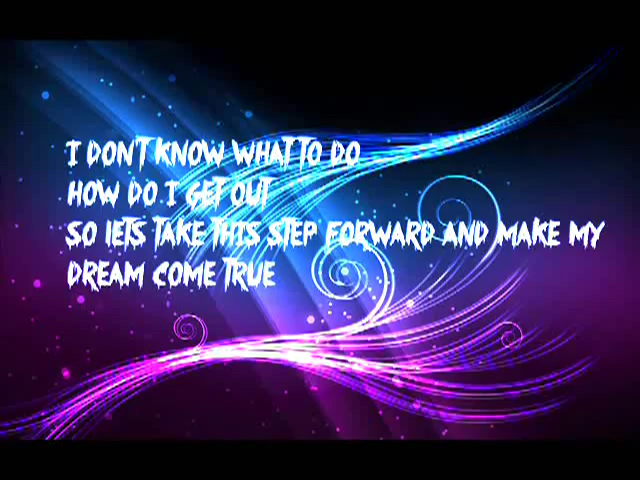 I DON'T KNOW WHAT TO DO
HOW DO I GET OUT
SO lETS TAKE THIS STEP FORWARD AND MAKE MY
DREAM COME TRUE